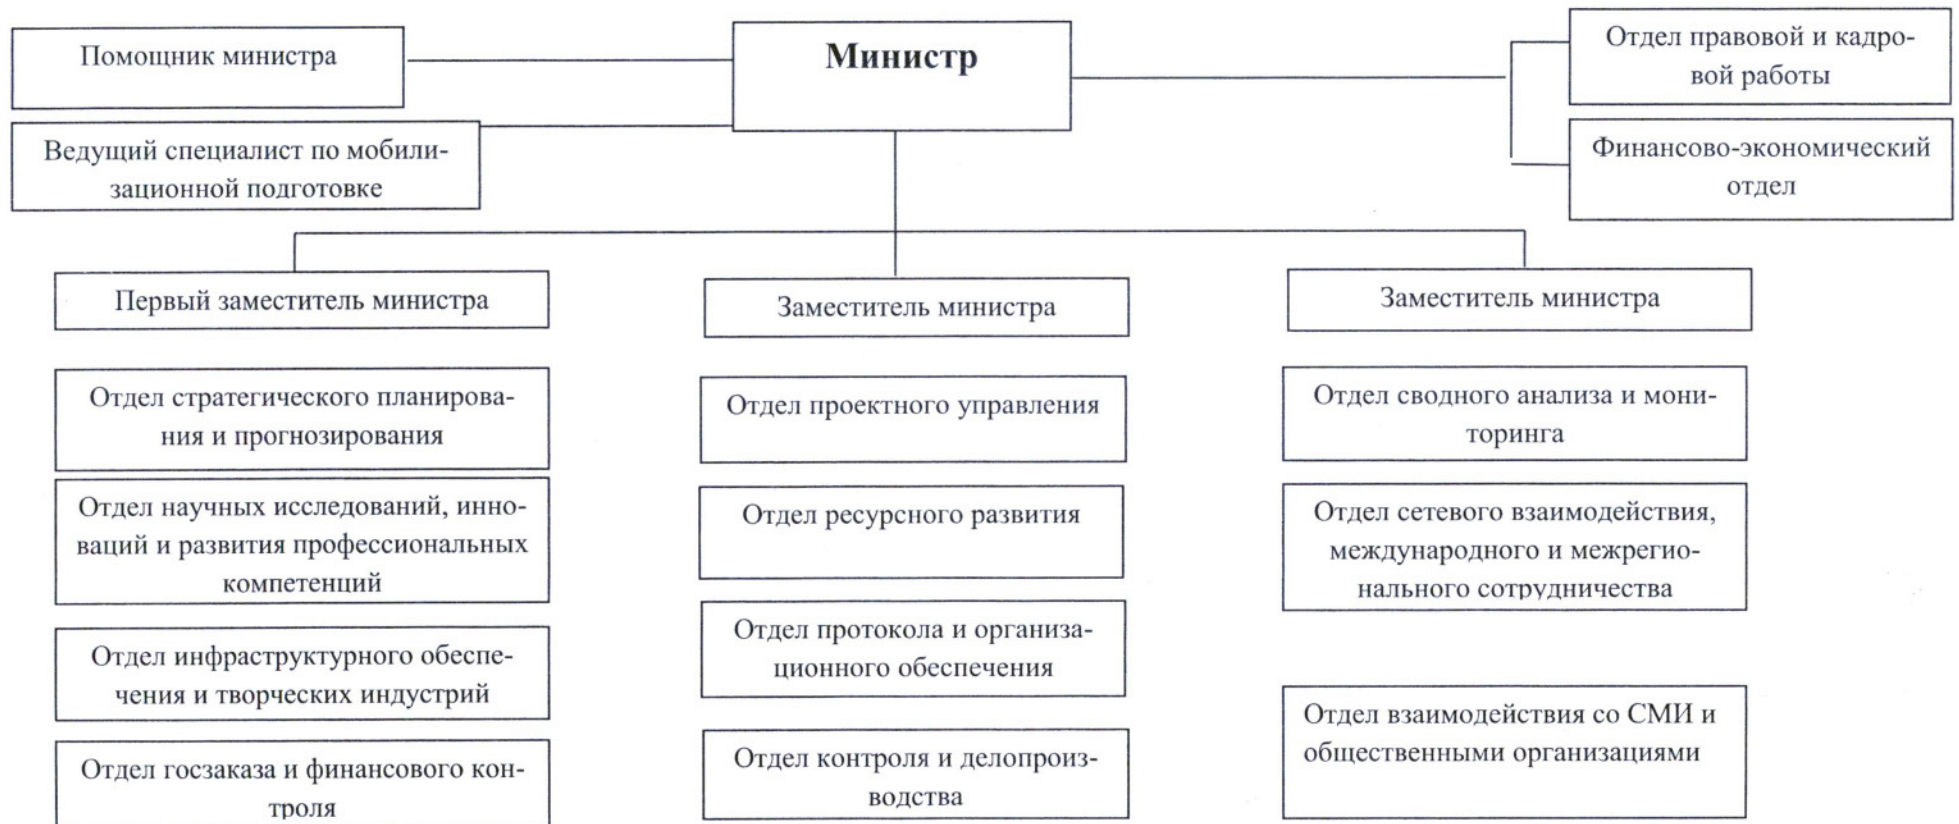 Помощник министра
Министр
Отдел правовой и кадро-
вой работы
Ведущий специалист по мобили-
зационной подготовке
Финансово-экономический
отдел
Первый заместитель министра
Заместитель министра
Заместитель министра
Отдел стратегического планирова-
ния и прогнозирования
Отдел научных исследований, инно-
ваций и развития профессиональных
компетенций
Отдел инфраструктурного обеспе-
чения и творческих индустрий
Отдел госзаказа и финансового кон-
троля
Отдел проектного управления
Отдел ресурсного развития
Отдел протокола и организа-
ционного обеспечения
Отдел контроля и делопроиз-
водства
Отдел сводного анализа и мони-
торинга
Отдел сетевого взаимодействия,
международного и межрегио-
нального сотрудничества
Отдел взаимодействия со СМИ и
общественными организациями